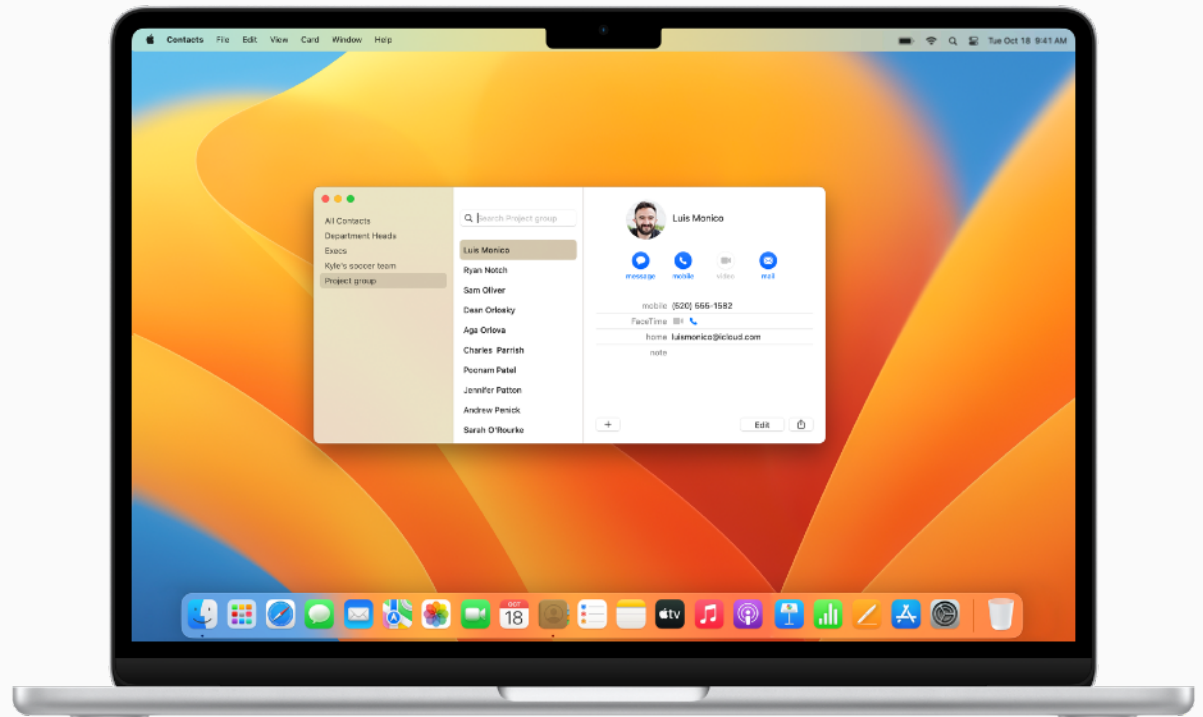 Contacts File Edit View Card Window Help
Tue Oct 18 9:41 AM
All Contacts
Department Heads
Execs
Kyle's soccer team
Project group
Search Project group
Luis Monico
Ryan Notch
Sam Oliver
Dean Orlosky
Aga Orlova
Charles Parrish
Poonam Patel
Jennifer Patton
Andrew Penick
Sarah O'Rourke
Luis Monico
message mobile video mail
mobile (520) 555-1582
FaceTime
home luismonico@icloud.com
note
+ Edit
OCT
18
tv